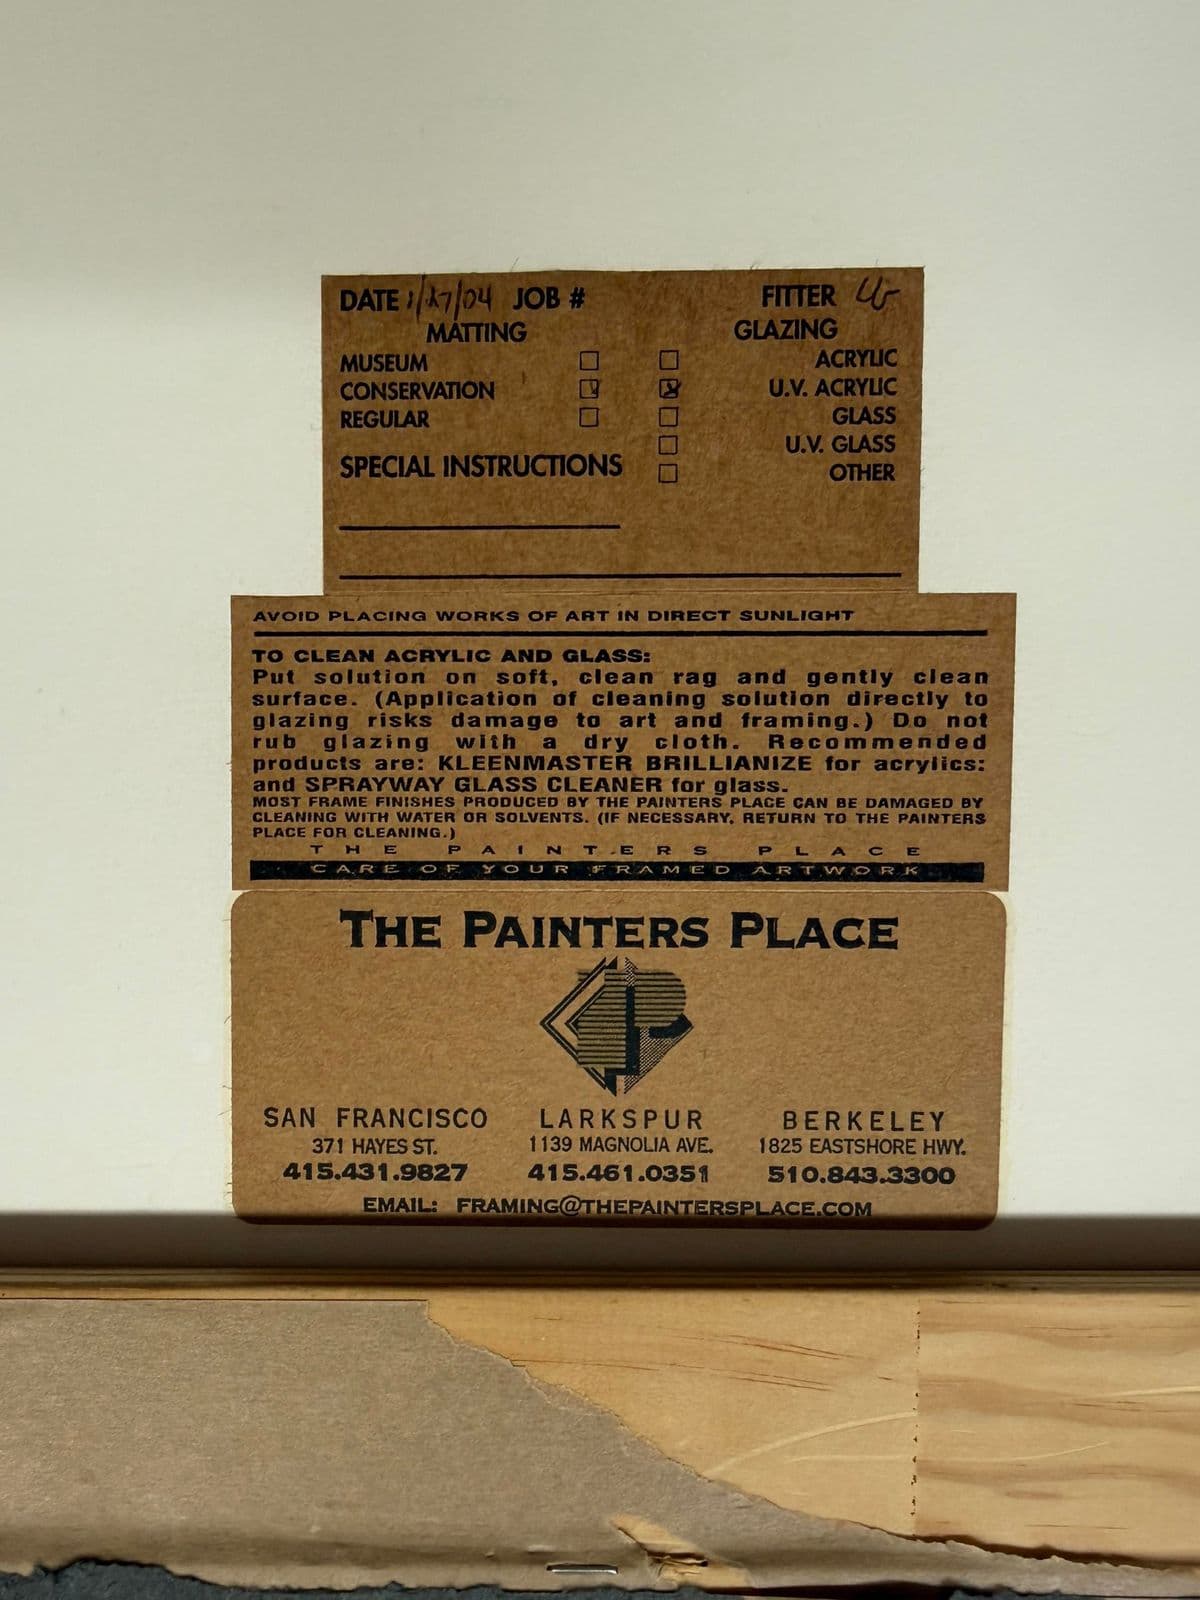 DATE 1/27/04 JOB # FITTER
MATTING GLAZING
MUSEUM ACRYLIC
CONSERVATION U.V. ACRYLIC
REGULAR GLASS
U.V. GLASS
SPECIAL INSTRUCTIONS OTHER
AVOID PLACING WORKS OF ART IN DIRECT SUNLIGHT
TO CLEAN ACRYLIC AND GLASS:
Put solution on soft, clean rag and gently clean
surface. (Application of cleaning solution directly to
glazing risks damage to art and framing.) Do not
rub glazing with a dry cloth. Recommended
products are: KLEENMASTER BRILLIANIZE for acrylics:
and SPRAYWAY GLASS CLEANER for glass.
MOST FRAME FINISHES PRODUCED BY THE PAINTERS PLACE CAN BE DAMAGED BY
CLEANING WITH WATER OR SOLVENTS. (IF NECESSARY, RETURN TO THE PAINTERS
PLACE FOR CLEANING.)
THE PAINTERS PLACE
CARE OF YOUR FRAMED ARTWORK
THE PAINTERS PLACE
P
SAN FRANCISCO LARKSPUR BERKELEY
371 HAYES ST. 1139 MAGNOLIA AVE. 1825 EASTSHORE HWY.
415.431.9827 415.461.0351 510.843.3300
EMAIL: FRAMING@THEPAINTERSPLACE.COM